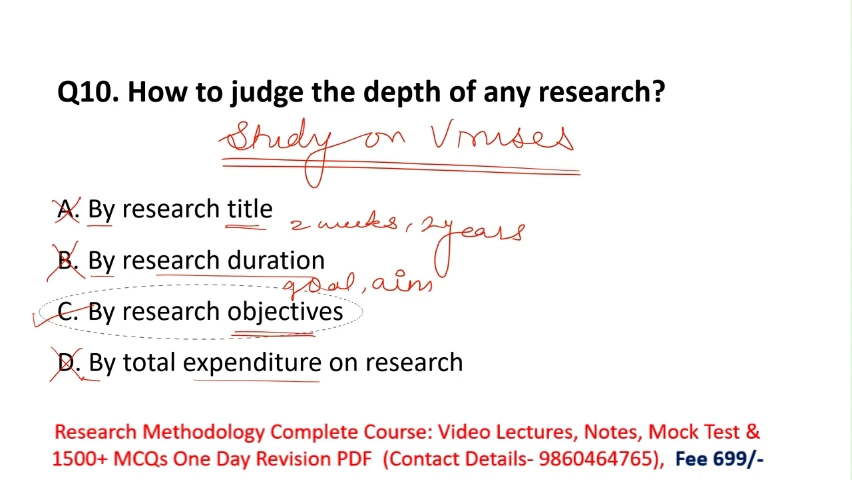 Q10. How to judge the depth of any research?
Study on Viruses
A. By research title
2 weeks, 2 years
B. By research duration
goal, aim
C. By research objectives
D. By total expenditure on research
Research Methodology Complete Course: Video Lectures, Notes, Mock Test &
1500+ MCQs One Day Revision PDF (Contact Details- 9860464765), Fee 699/-